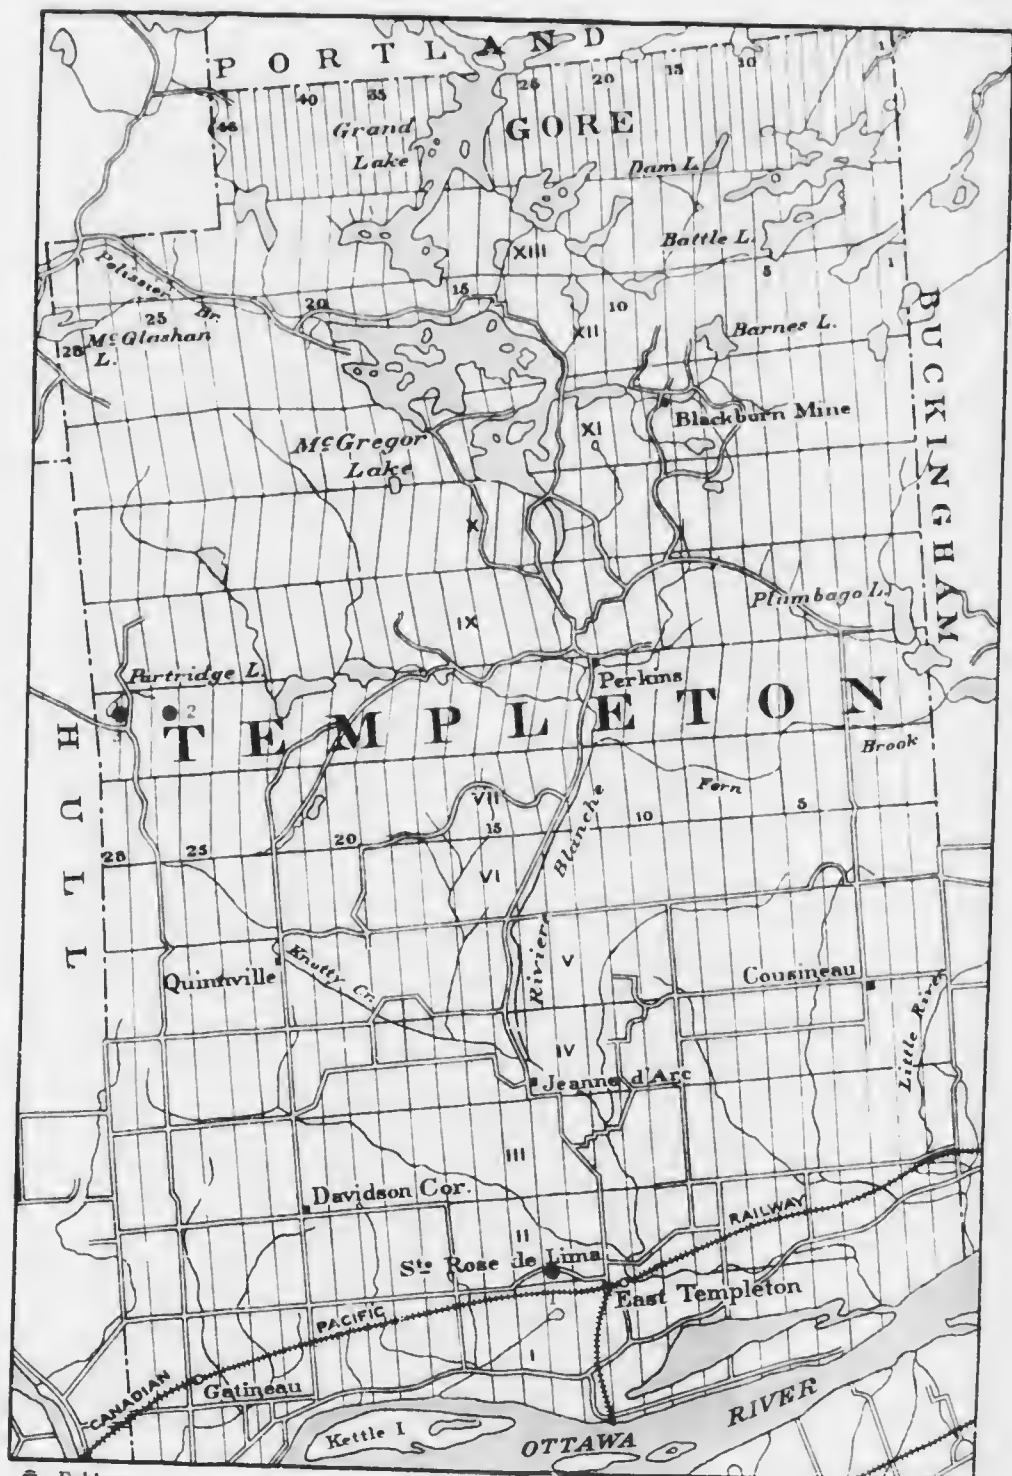 PORTLAND
40 35 25 20 15 10 1
46
GORE
Grand
Lake
Dam L.
XIII
Battle L.
5 1
Pelissier Br.
20 15 10
25
28
McGlashan
L.
XII
Barnes L.
BUCKINGHAM
Blackburn Mine
XI
McGregor
Lake
X
Plumbago L.
IX
Partridge L.
Perkins
2
TEMPLETON
HULL
Brook
Fern
VII
Blanche
28 25 20 15 10 5
VI
Riviere
V
Quinnville
Knutty Cr.
Cousineau
Little River
IV
Jeanne d'Arc
III
Davidson Cor.
RAILWAY
II
Ste Rose de Lima
1
East Templeton
PACIFIC
I
CANADIAN
Gatineau
Kettle I
OTTAWA
RIVER